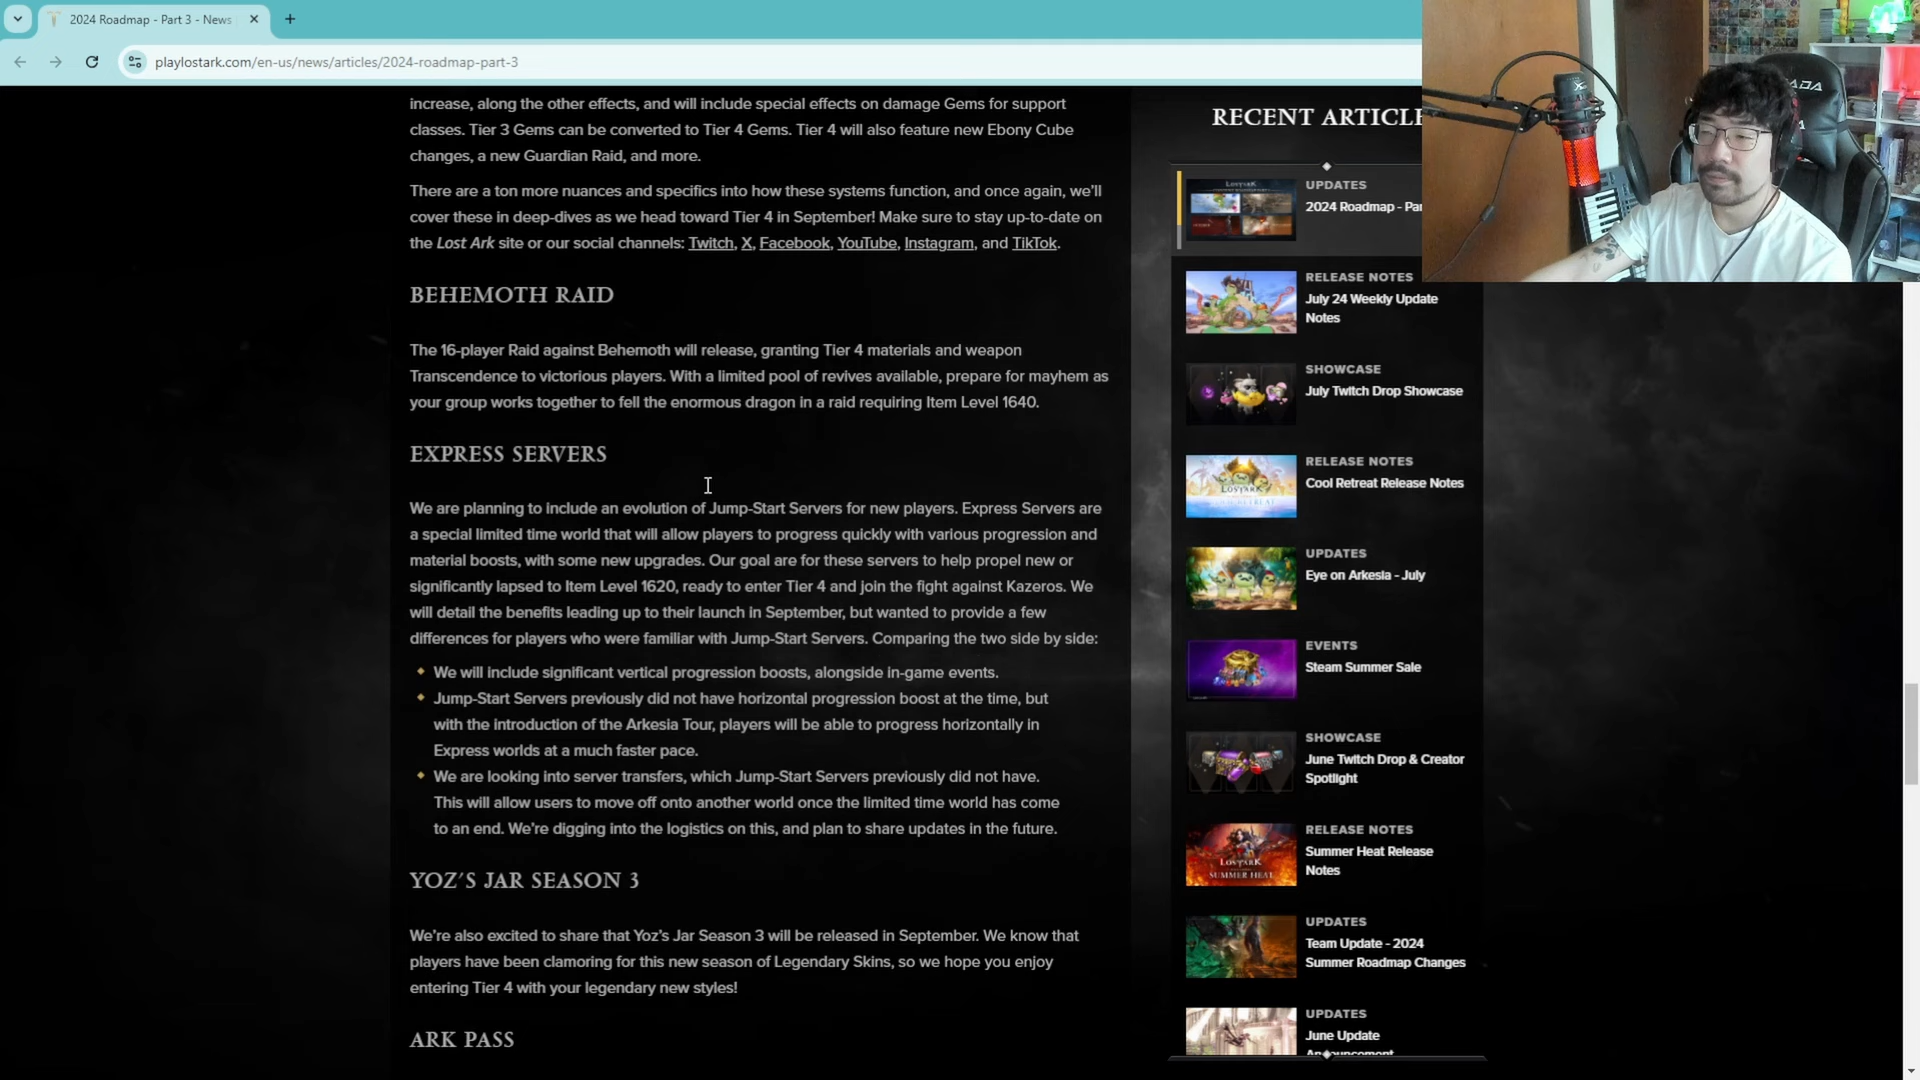 2024 Roadmap - Part 3 - News
playlostark.com/en-us/news/articles/2024-roadmap-part-3
increase, along the other effects, and will include special effects on damage Gems for support
classes. Tier 3 Gems can be converted to Tier 4 Gems. Tier 4 will also feature new Ebony Cube
changes, a new Guardian Raid, and more.
There are a ton more nuances and specifics into how these systems function, and once again, we'll
cover these in deep-dives as we head toward Tier 4 in September! Make sure to stay up-to-date on
the Lost Ark site or our social channels: Twitch, X, Facebook, YouTube, Instagram, and TikTok.
BEHEMOTH RAID
The 16-player Raid against Behemoth will release, granting Tier 4 materials and weapon
Transcendence to victorious players. With a limited pool of revives available, prepare for mayhem as
your group works together to fell the enormous dragon in a raid requiring Item Level 1640.
EXPRESS SERVERS
We are planning to include an evolution of Jump-Start Servers for new players. Express Servers are
a special limited time world that will allow players to progress quickly with various progression and
material boosts, with some new upgrades. Our goal are for these servers to help propel new or
significantly lapsed to Item Level 1620, ready to enter Tier 4 and join the fight against Kazeros. We
will detail the benefits leading up to their launch in September, but wanted to provide a few
differences for players who were familiar with Jump-Start Servers. Comparing the two side by side:
We will include significant vertical progression boosts, alongside in-game events.
Jump-Start Servers previously did not have horizontal progression boost at the time, but
with the introduction of the Arkesia Tour, players will be able to progress horizontally in
Express worlds at a much faster pace.
We are looking into server transfers, which Jump-Start Servers previously did not have.
This will allow users to move off onto another world once the limited time world has come
to an end. We're digging into the logistics on this, and plan to share updates in the future.
YOZ'S JAR SEASON 3
We're also excited to share that Yoz's Jar Season 3 will be released in September. We know that
players have been clamoring for this new season of Legendary Skins, so we hope you enjoy
entering Tier 4 with your legendary new styles!
ARK PASS
RECENT ARTICLE
UPDATES
2024 Roadmap - Par
RELEASE NOTES
July 24 Weekly Update
Notes
SHOWCASE
July Twitch Drop Showcase
RELEASE NOTES
Cool Retreat Release Notes
UPDATES
Eye on Arkesia - July
EVENTS
Steam Summer Sale
SHOWCASE
June Twitch Drop & Creator
Spotlight
RELEASE NOTES
Summer Heat Release
Notes
LOST ARK
SUMMER HEAT
UPDATES
Team Update - 2024
Summer Roadmap Changes
UPDATES
June Update
Announcement